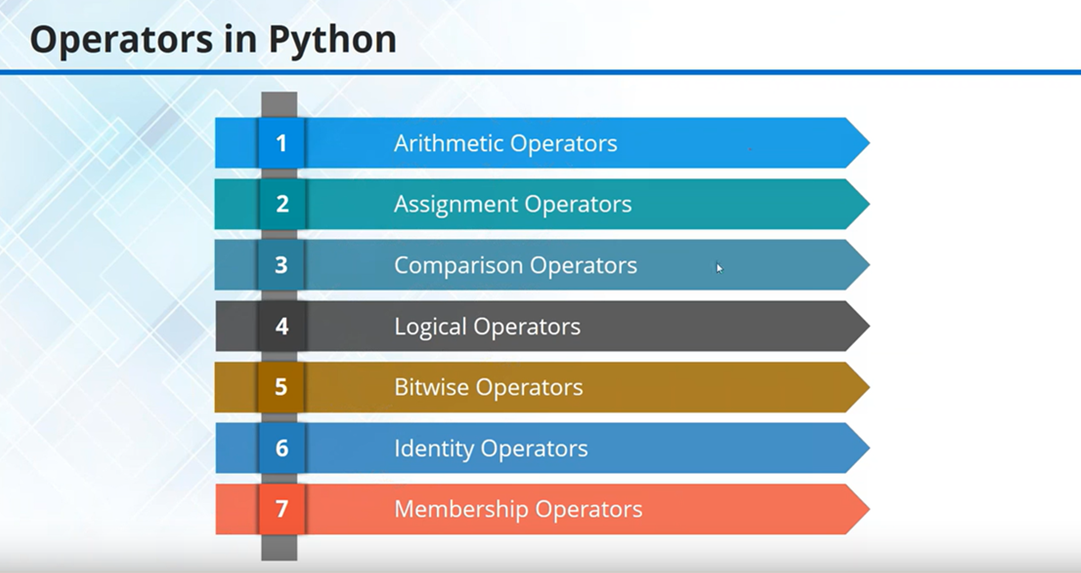 Operators in Python
1 Arithmetic Operators
2 Assignment Operators
3 Comparison Operators
4 Logical Operators
5 Bitwise Operators
6 Identity Operators
7 Membership Operators